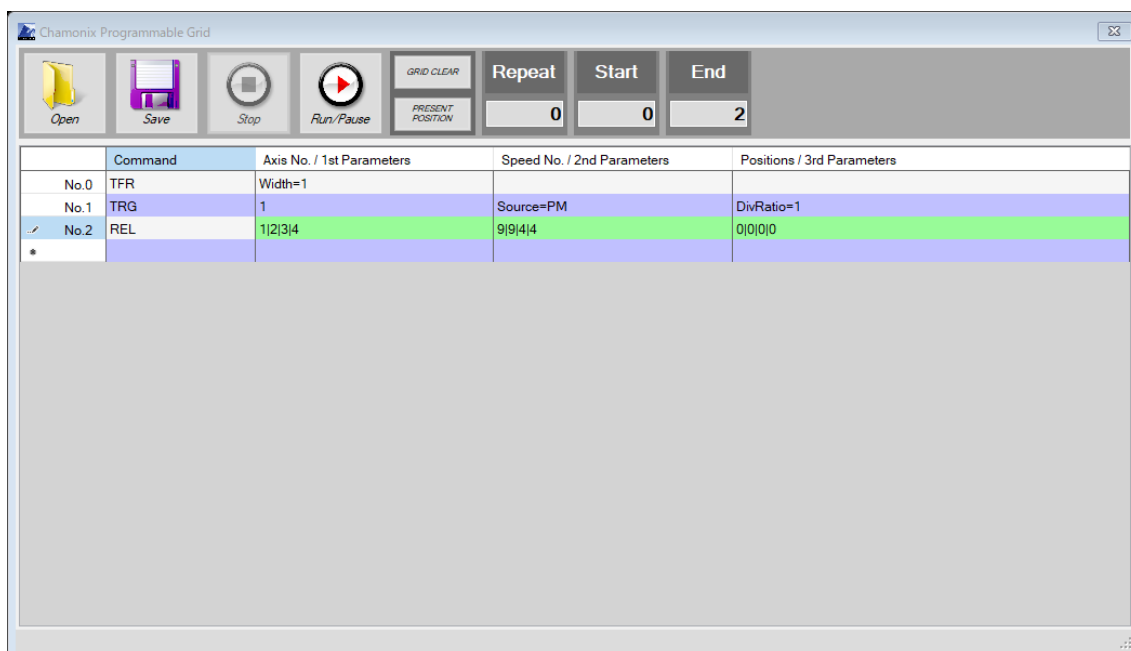 Chamonix Programmable Grid
Open
Save
Stop
Run/Pause
GRID CLEAR
PRESENT
POSITION
Repeat Start End
0 0 2
Command Axis No. / 1st Parameters Speed No. / 2nd Parameters Positions / 3rd Parameters
No.0 TFR Width=1
No.1 TRG 1 Source=PM DivRatio=1
No.2 REL 1|2|3|4 9|9|4|4 0|0|0|0
*